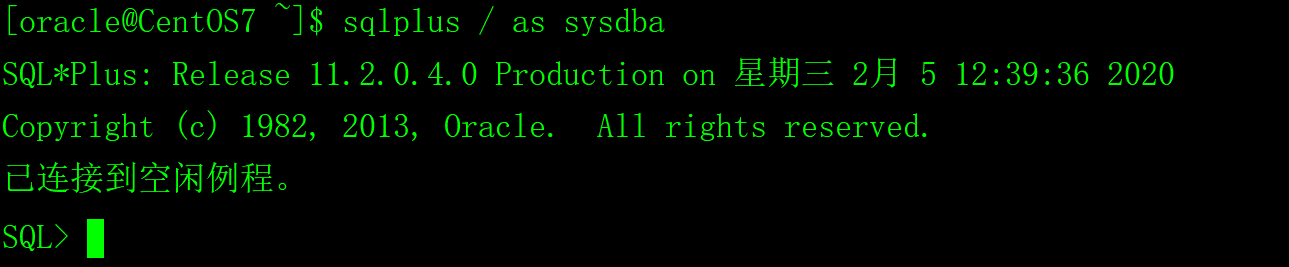 [oracle@CentOS7 ~]$ sqlplus / as sysdba
SQL*Plus: Release 11.2.0.4.0 Production on 星期三 2月 5 12:39:36 2020
Copyright (c) 1982, 2013, Oracle.  All rights reserved.
已连接到空闲例程。
SQL>